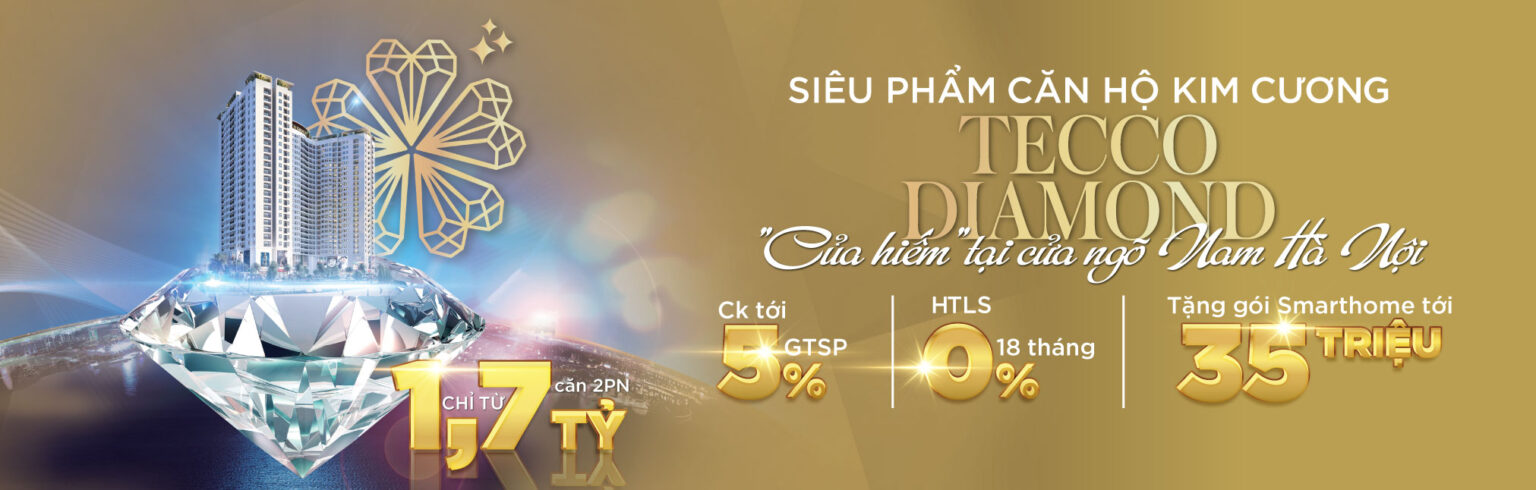 SIÊU PHẨM CĂN HỘ KIM CƯƠNG
TECCO
DIAMOND
"Của hiếm" tại cửa ngõ Nam Hà Nội
Ck tới
5% GTSP
HTLS
0% 18 tháng
Tặng gói Smarthome tới
35 TRIỆU
CHỈ TỪ 1,7 TỶ căn 2PN